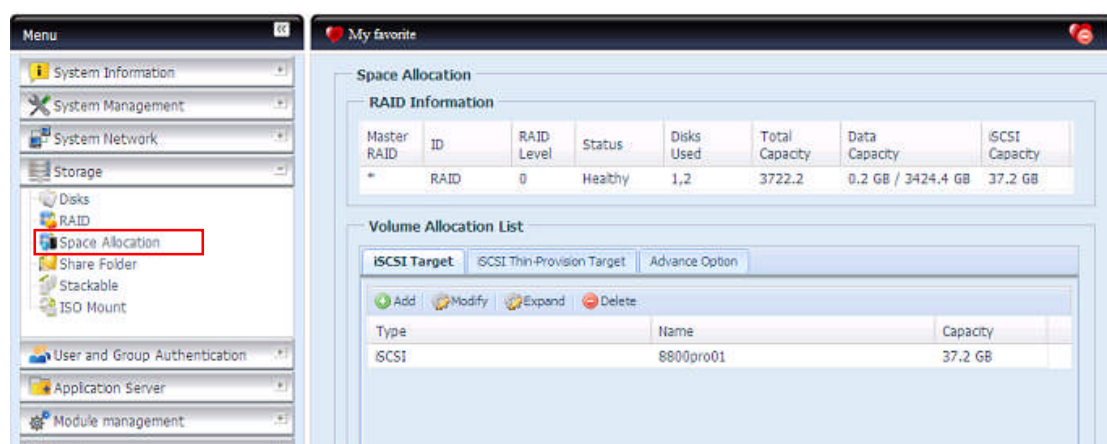 Menu
My favorite
System Information
System Management
System Network
Storage
Disks
RAID
Space Allocation
Share Folder
Stackable
ISO Mount
User and Group Authentication
Application Server
Module management
Space Allocation
RAID Information
Master RAID ID RAID Level Status Disks Used Total Capacity Data Capacity iSCSI Capacity
* RAID 0 Healthy 1,2 3722.2 0.2 GB / 3424.4 GB 37.2 GB
Volume Allocation List
iSCSI Target iSCSI Thin-Provision Target Advance Option
Add Modify Expand Delete
Type Name Capacity
iSCSI 8800pro01 37.2 GB